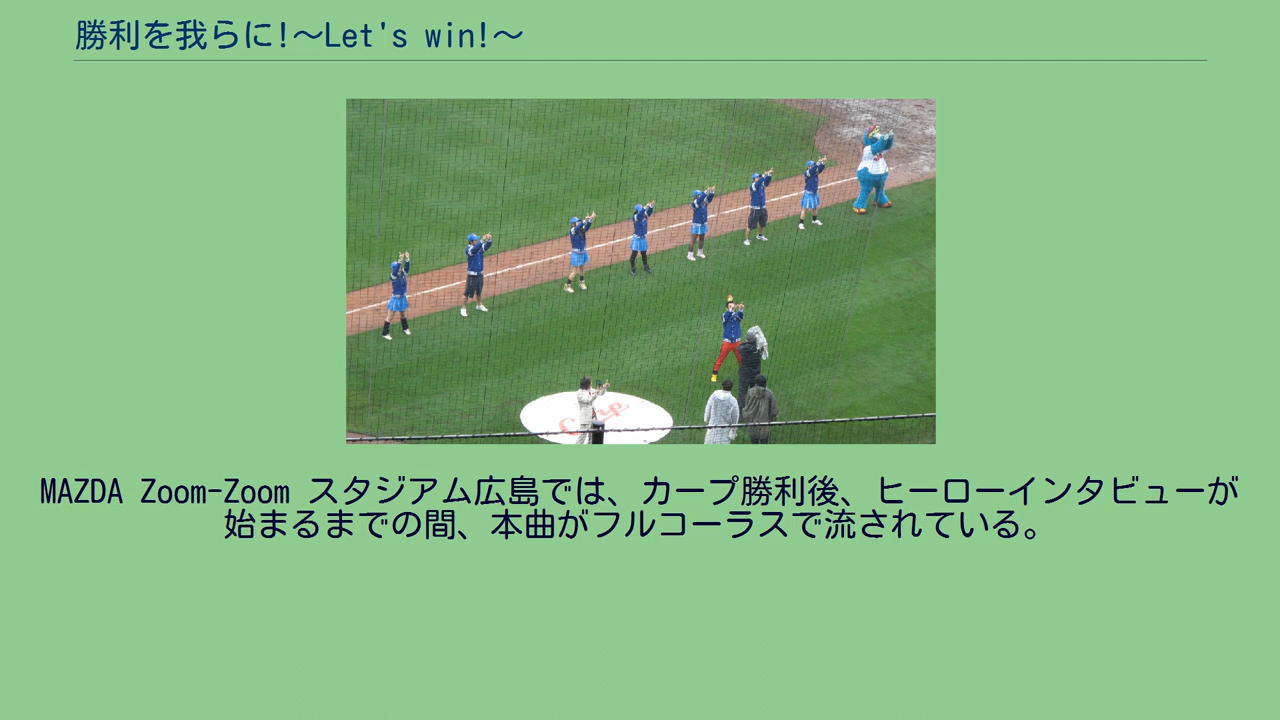 勝利を我らに!～Let's win!～
Carp
MAZDA Zoom-Zoom スタジアム広島では、カープ勝利後、ヒーローインタビューが
始まるまでの間、本曲がフルコーラスで流されている。